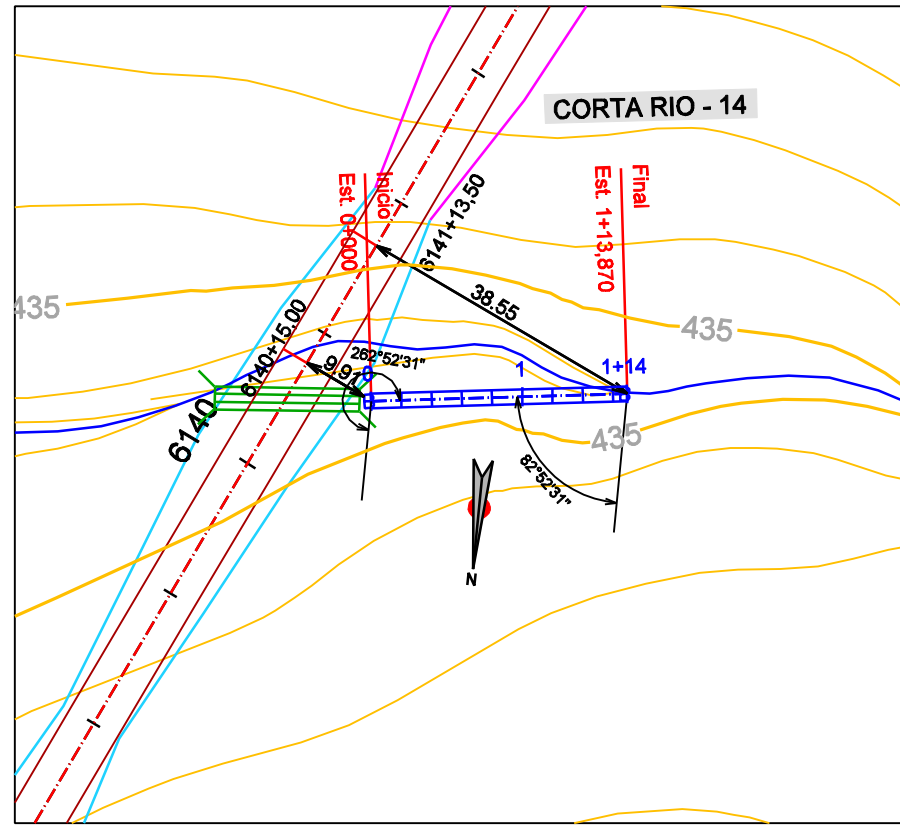 CORTA RIO - 14
Início
Est. 0+000
Final
Est. 1+13,870
6141+13,50
38.55
435
435
6140+15.00
9.91
262°52'31"
0
1
1+14
6140
435
82°52'31"
N